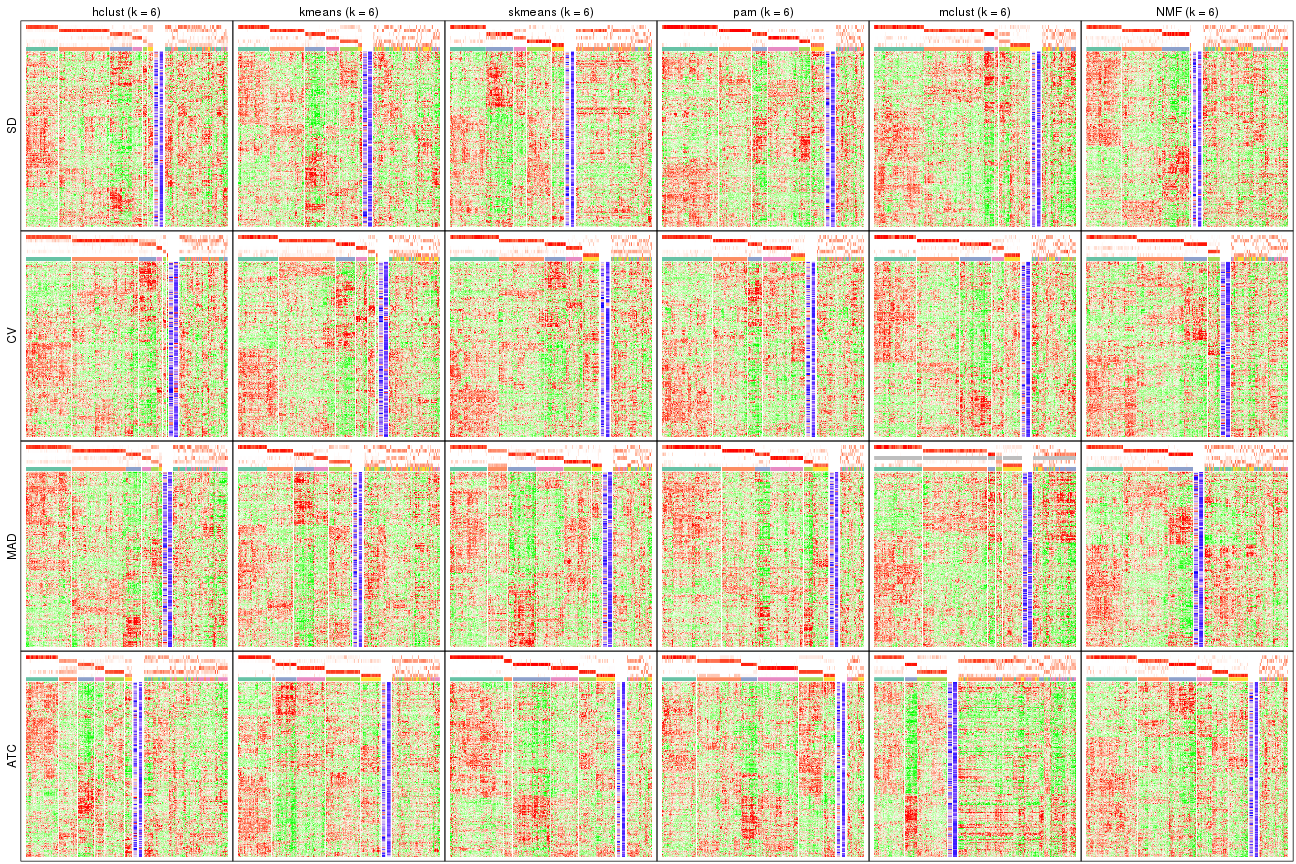 hclust (k = 6)
kmeans (k = 6)
skmeans (k = 6)
pam (k = 6)
mclust (k = 6)
NMF (k = 6)
SD
CV
MAD
ATC